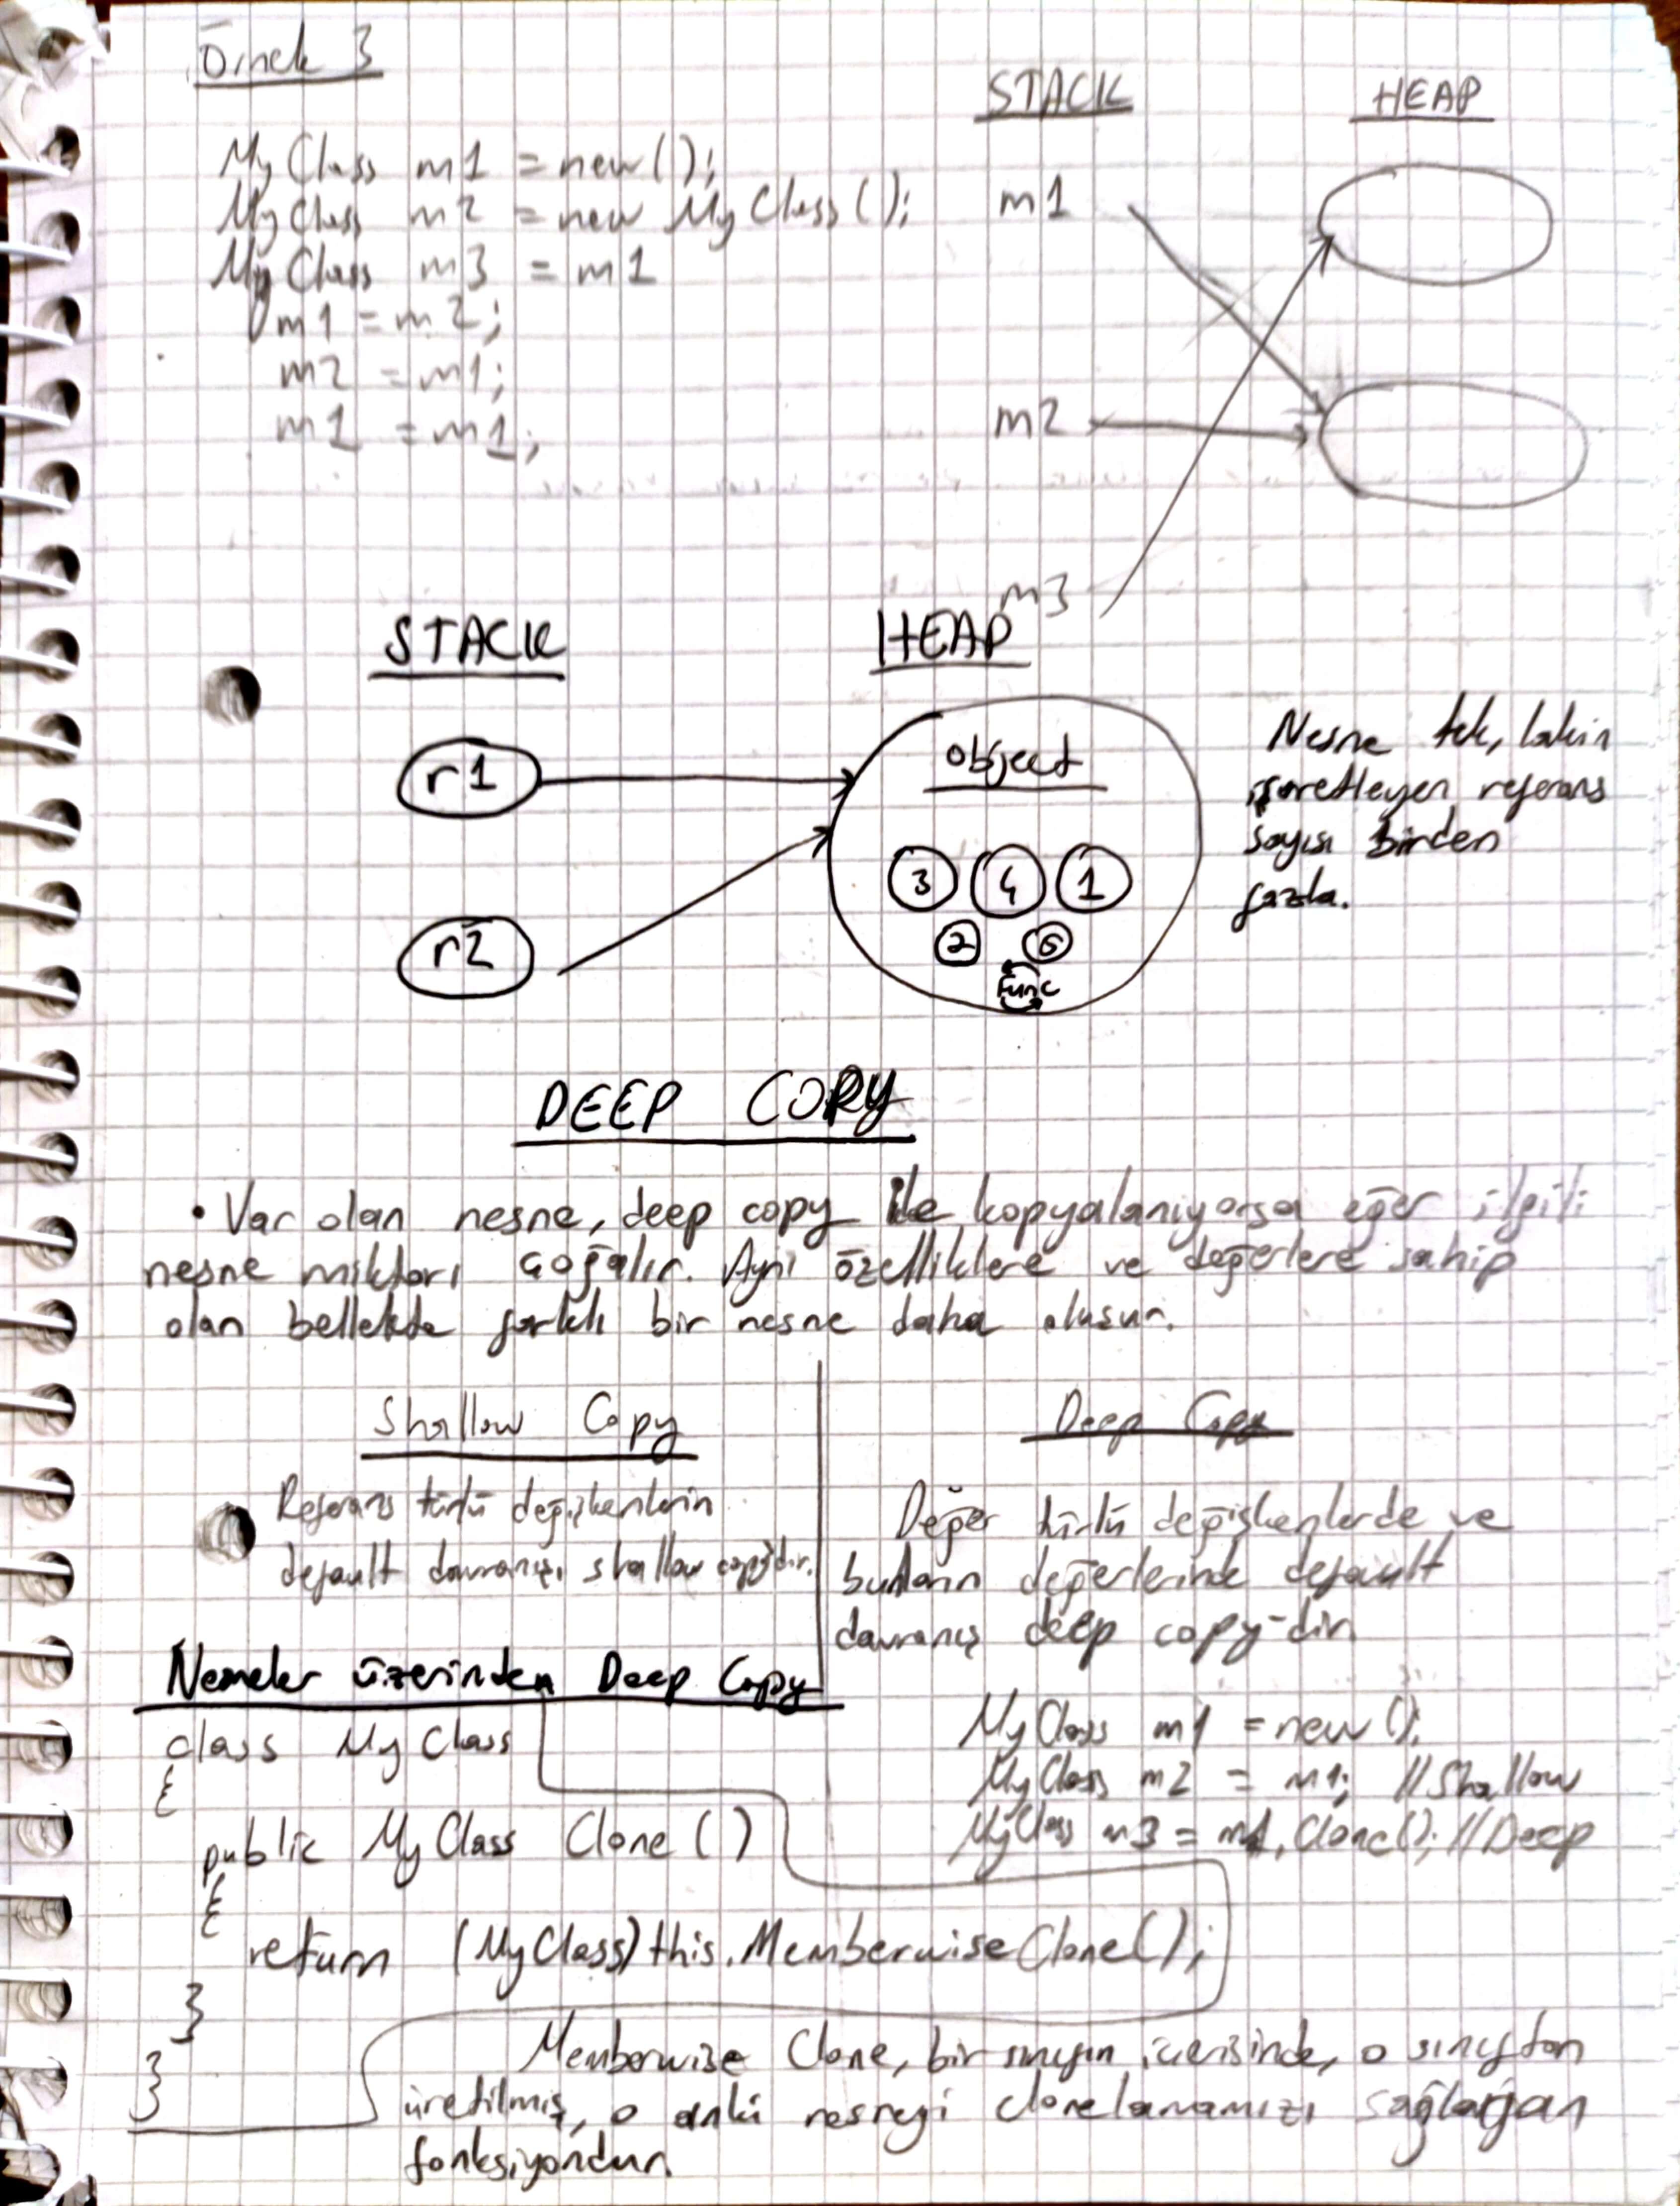 Örnek 3
STACK HEAP
MyClass m1 = new();
MyClass m2 = new MyClass();
MyClass m3 = m1
m1 = m2;
m2 = m1;
m1 = m1;
m1
m2
m3
STACK HEAP
r1
r2
object
3 4 1
2 5
Func
Nesne tek, lakin
işaretleyen referans
sayısı birden
fazla.
DEEP COPY
• Var olan nesne, deep copy ile kopyalanıyorsa eğer ilgili
nesne miktarı çoğalır. Aynı özelliklere ve değerlere sahip
olan bellekte farklı bir nesne daha oluşur.
Shallow Copy
Referans türlü değişkenlerin
default davranışı shallow copy'dir.
Deep Copy
Değer türlü değişkenlerde ve
bunların değerlerinde default
davranış deep copy-dir.
Nesneler üzerinden Deep Copy
class MyClass
{
public MyClass Clone()
{
return (MyClass)this.MemberwiseClone();
}
}
MyClass m1 = new();
MyClass m2 = m1; //Shallow
MyClass m3 = m1.Clone(); //Deep
Memberwise Clone, bir sınıfın içerisinde, o sınıftan
üretilmiş, o anki nesneyi clonelamamızı sağlayan
fonksiyondur.